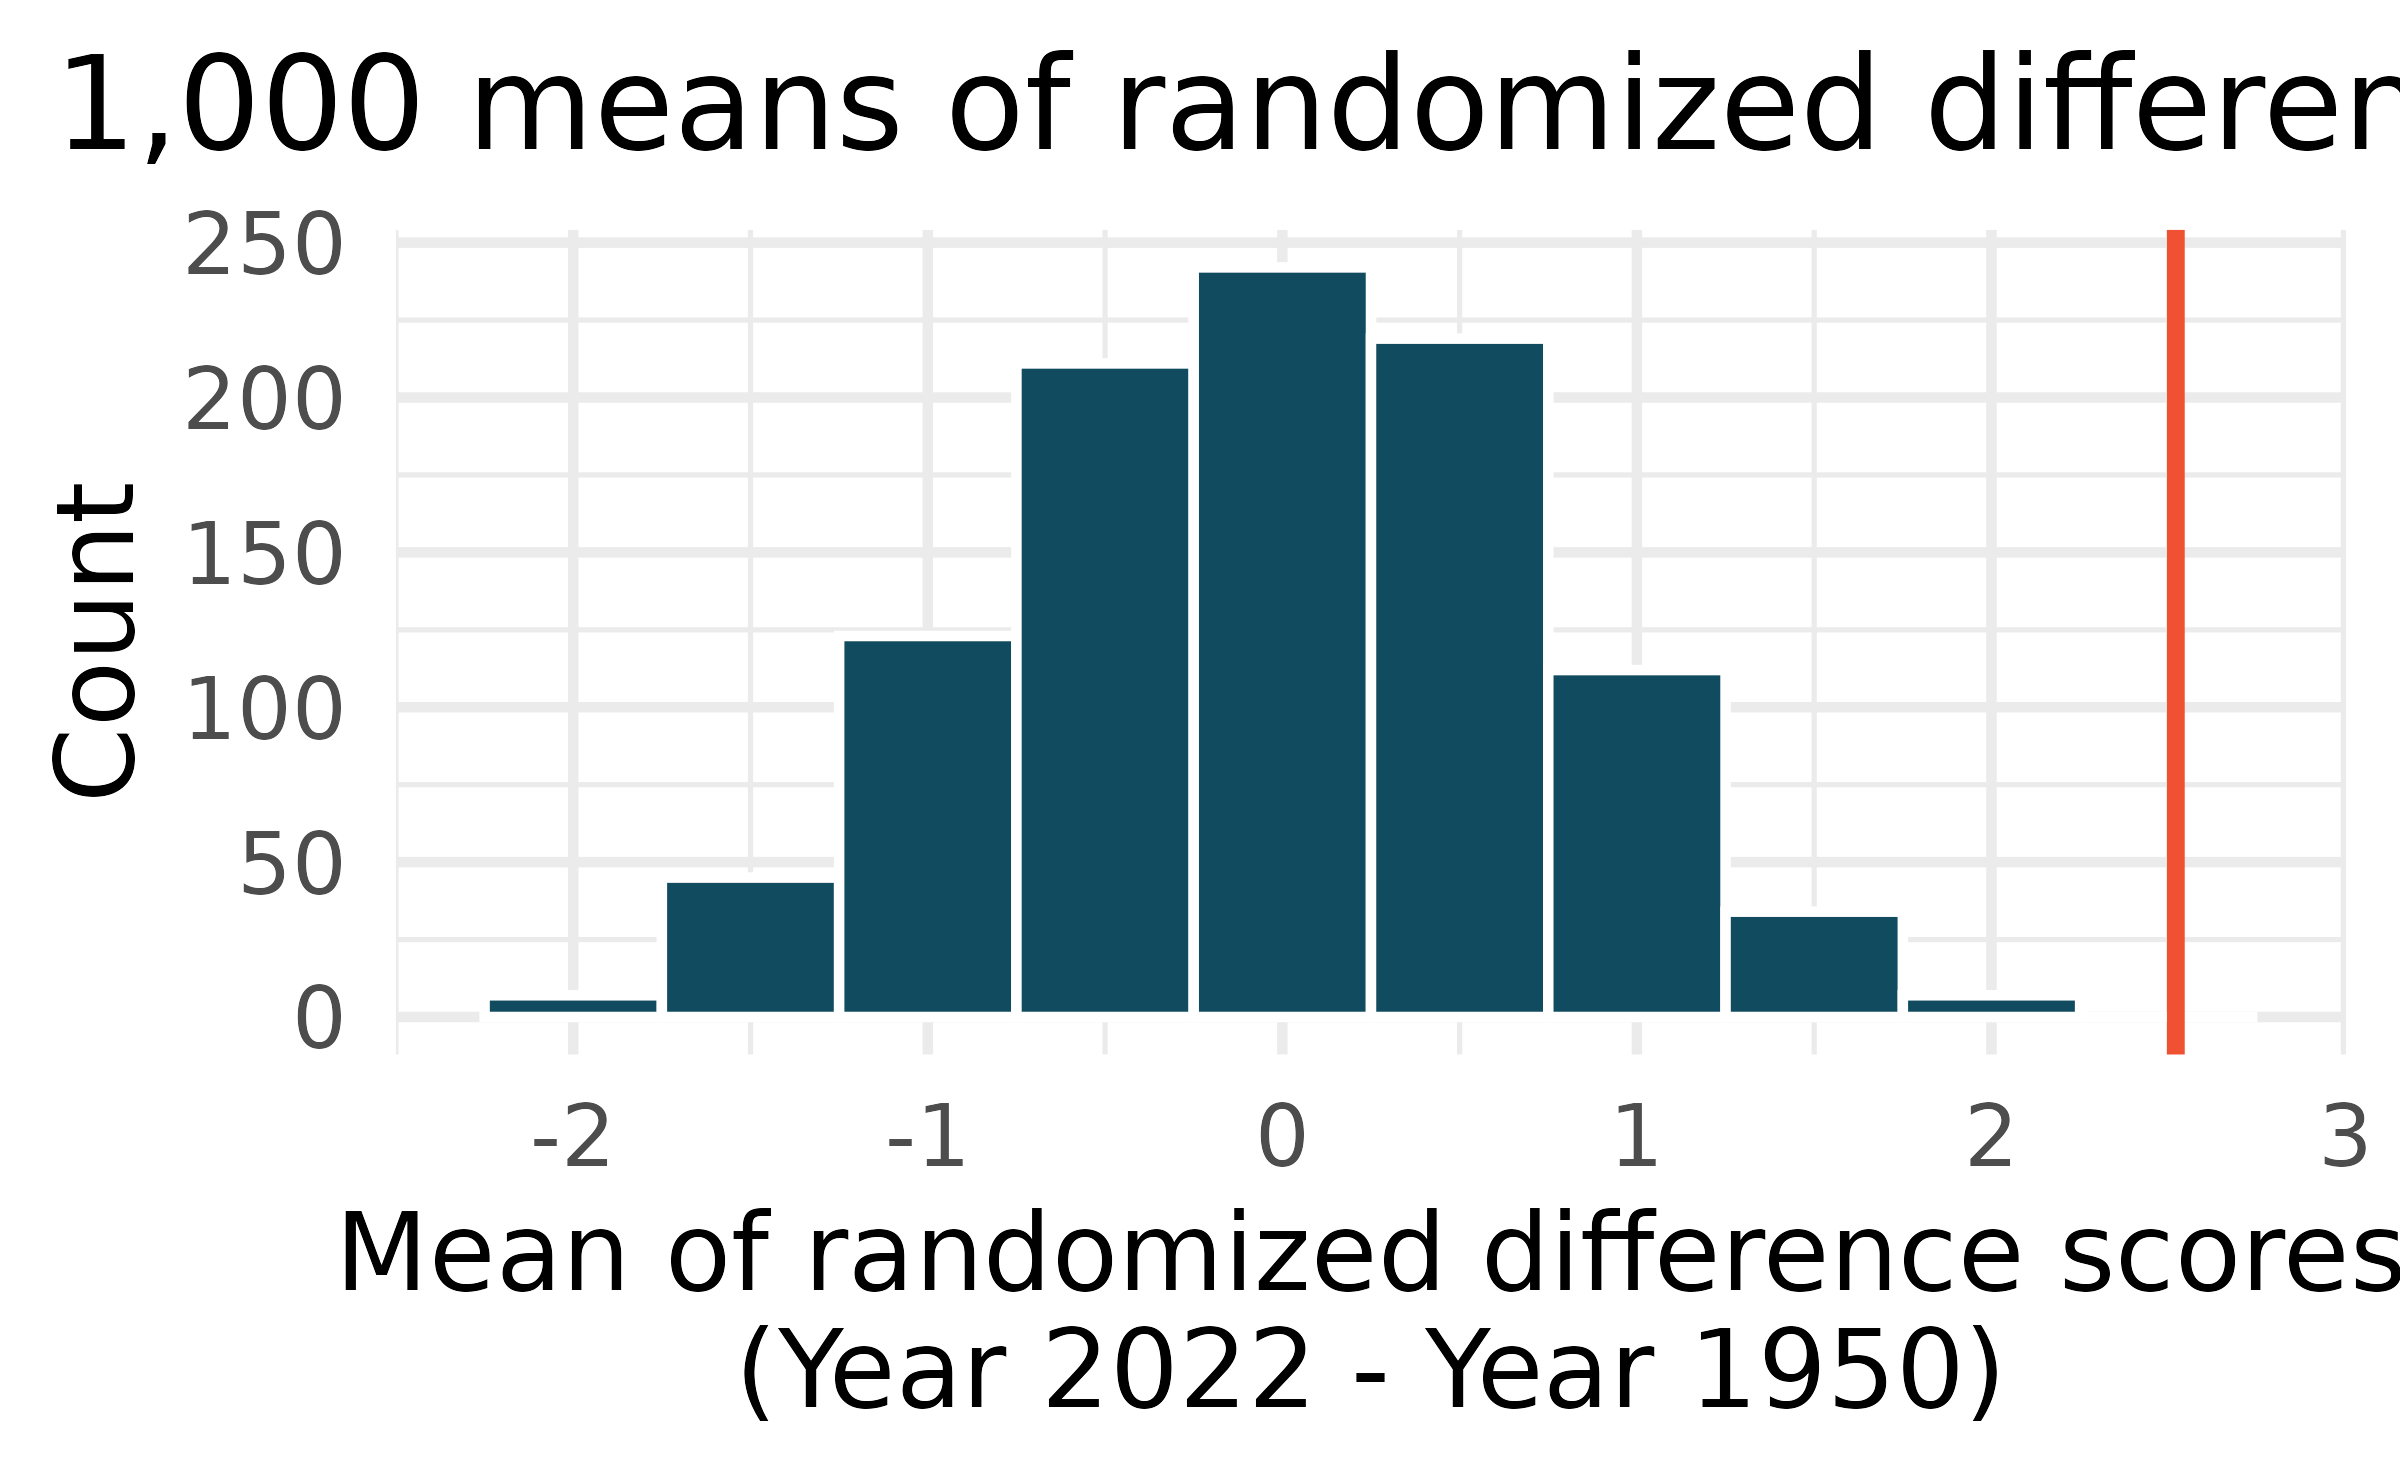 1,000 means of randomized differen
250
200
150
100
50
0
Count
-2 -1 0 1 2 3
Mean of randomized difference scores
(Year 2022 - Year 1950)